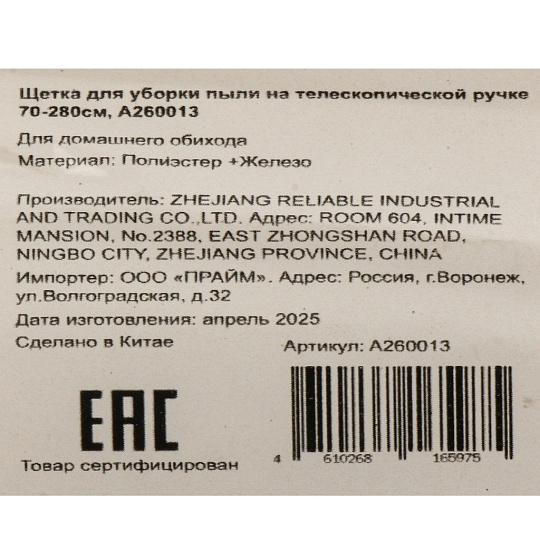 Щетка для уборки пыли на телескопической ручке
70-280см, А260013
Для домашнего обихода
Материал: Полиэстер +Железо
Производитель: ZHEJIANG RELIABLE INDUSTRIAL
AND TRADING CO.,LTD. Адрес: ROOM 604, INTIME
MANSION, No.2388, EAST ZHONGSHAN ROAD,
NINGBO CITY, ZHEJIANG PROVINCE, CHINA
Импортер: ООО «ПРАЙМ». Адрес: Россия, г.Воронеж,
ул.Волгоградская, д.32
Дата изготовления: апрель 2025
Сделано в Китае
Артикул: А260013
EAC
Товар сертифицирован
4 610268 165975